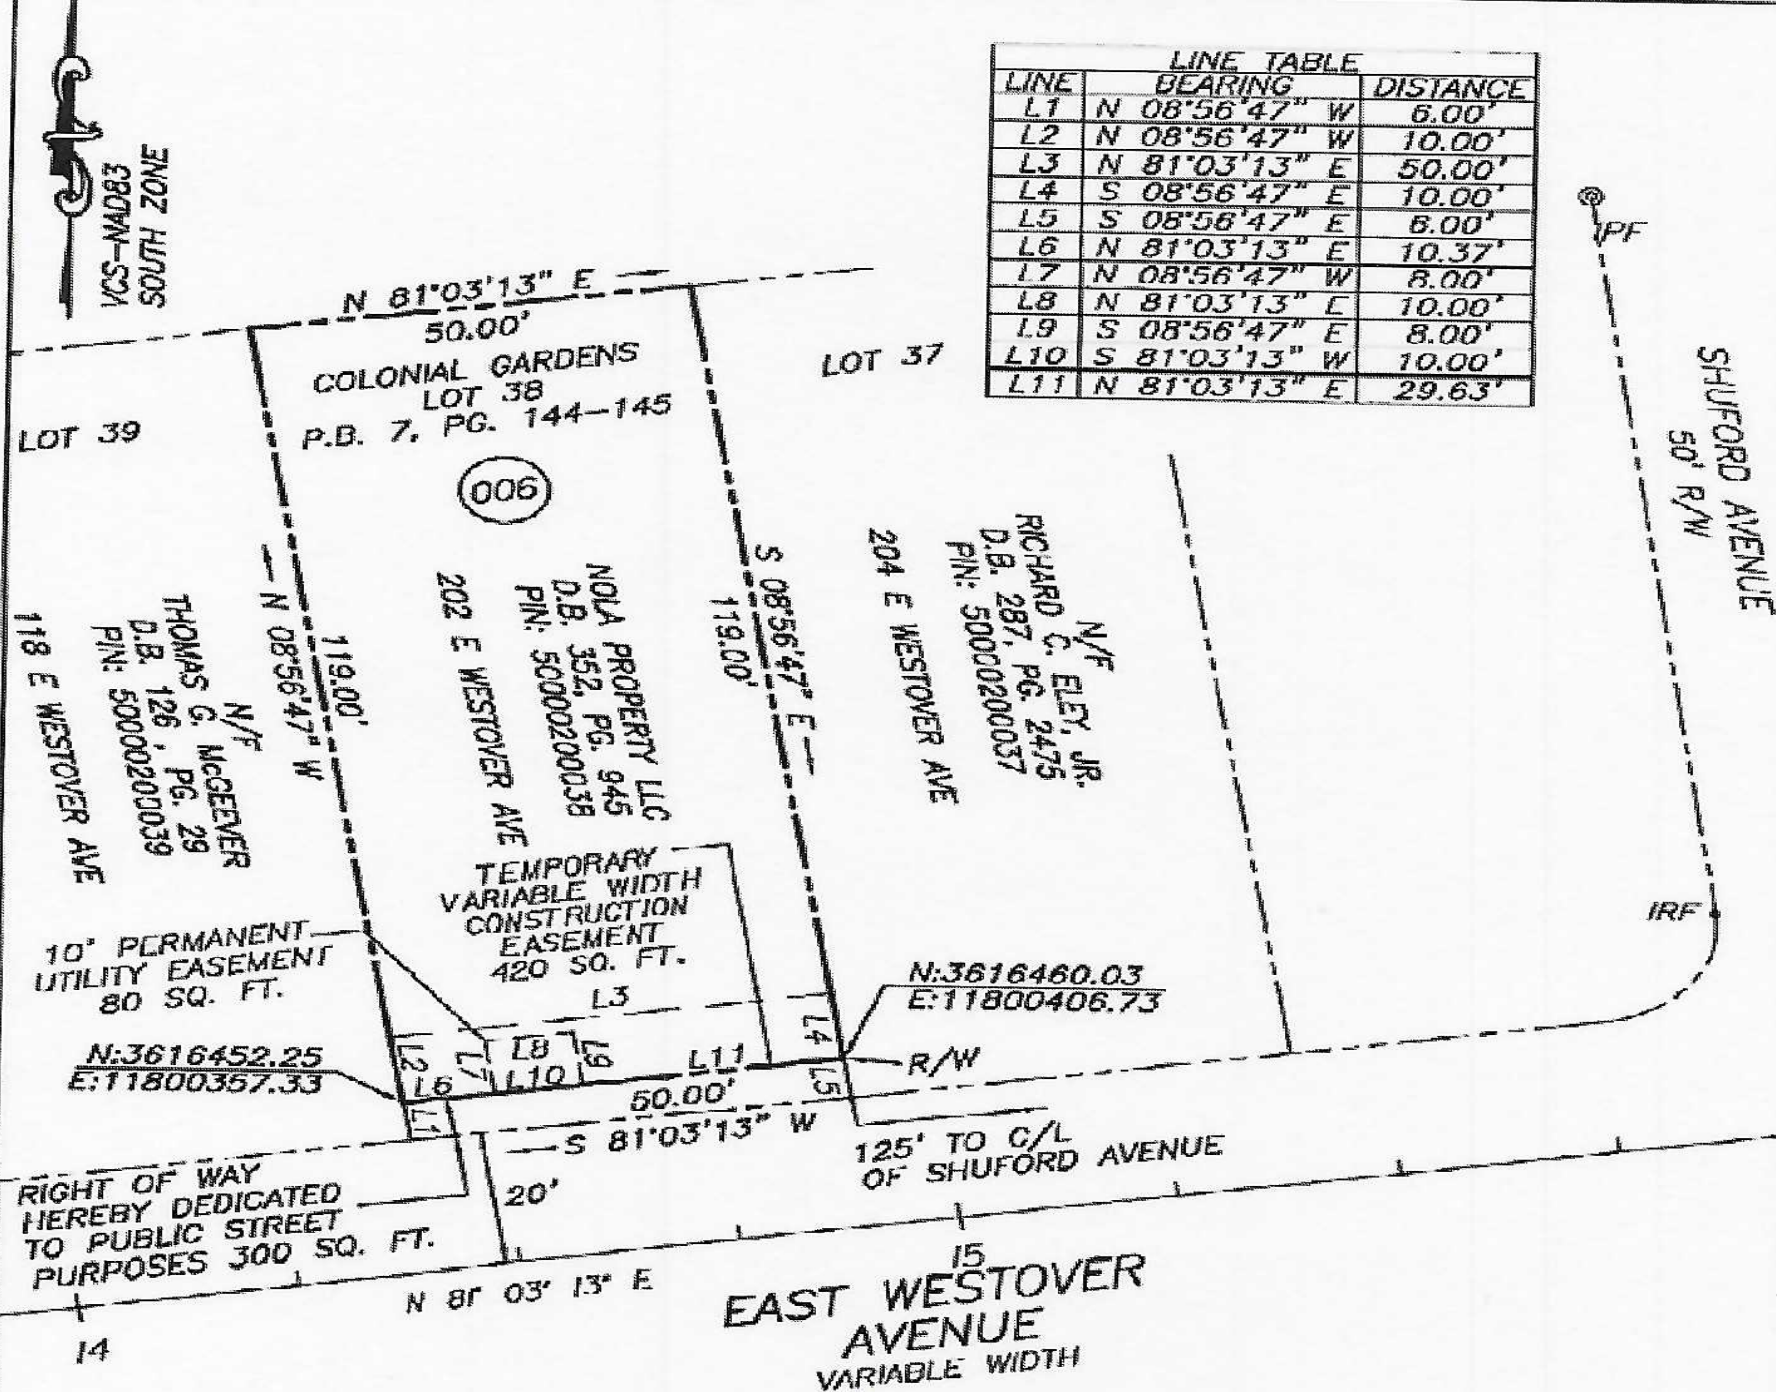 VCS-NAD83
SOUTH ZONE
LINE TABLE
LINE BEARING DISTANCE
L1 N 08°56'47" W 6.00'
L2 N 08°56'47" W 10.00'
L3 N 81°03'13" E 50.00'
L4 S 08°56'47" E 10.00'
L5 S 08°56'47" E 6.00'
L6 N 81°03'13" E 10.37'
L7 N 08°56'47" W 8.00'
L8 N 81°03'13" E 10.00'
L9 S 08°56'47" E 8.00'
L10 S 81°03'13" W 10.00'
L11 N 81°03'13" E 29.63'
IPF
SHUFORD AVENUE
50' R/W
IRF
N 81°03'13" E
50.00'
COLONIAL GARDENS
LOT 38
P.B. 7, PG. 144-145
006
LOT 39
LOT 37
N 08°56'47" W
119.00'
S 08°56'47" E
119.00'
N/F
THOMAS G. McGEEVER
D.B. 126, PG. 29
PIN: 500002000039
118 E WESTOVER AVE
NOLA PROPERTY LLC
D.B. 352, PG. 945
PIN: 500002000038
202 E WESTOVER AVE
N/F
RICHARD C. ELEY, JR.
D.B. 287, PG. 2475
PIN: 500002000037
204 E WESTOVER AVE
TEMPORARY
VARIABLE WIDTH
CONSTRUCTION
EASEMENT
420 SQ. FT.
10' PERMANENT
UTILITY EASEMENT
80 SQ. FT.
N:3616460.03
E:11800406.73
N:3616452.25
E:11800357.33
L3
L4
L2
L7
L8
L9
L11
L6
L10
L1
L5
R/W
50.00'
S 81°03'13" W
125' TO C/L
OF SHUFORD AVENUE
RIGHT OF WAY
HEREBY DEDICATED
TO PUBLIC STREET
PURPOSES 300 SQ. FT.
20'
N 81° 03' 13" E
14
15
EAST WESTOVER
AVENUE
VARIABLE WIDTH